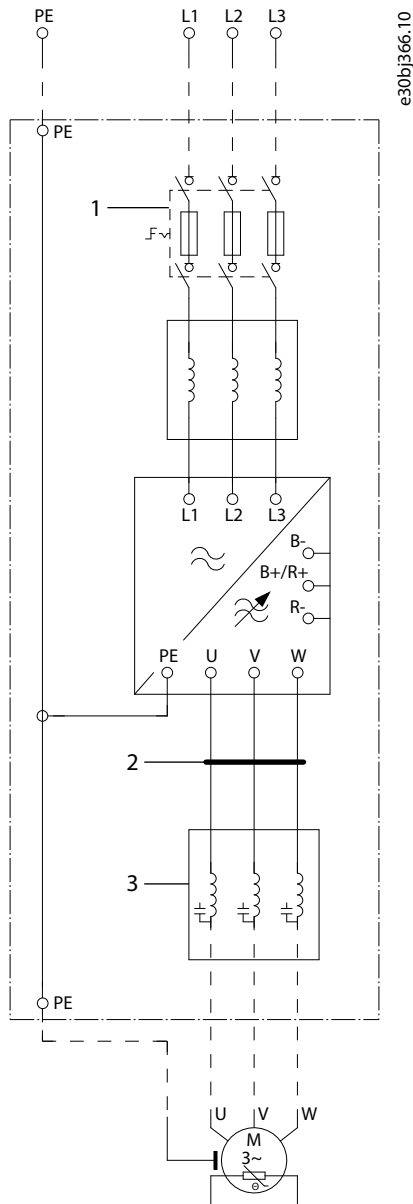 PE L1 L2 L3
e30bj366.10
PE
1
L1 L2 L3
B-
B+/R+
R-
PE U V W
2
3
PE
U V W
M
3~